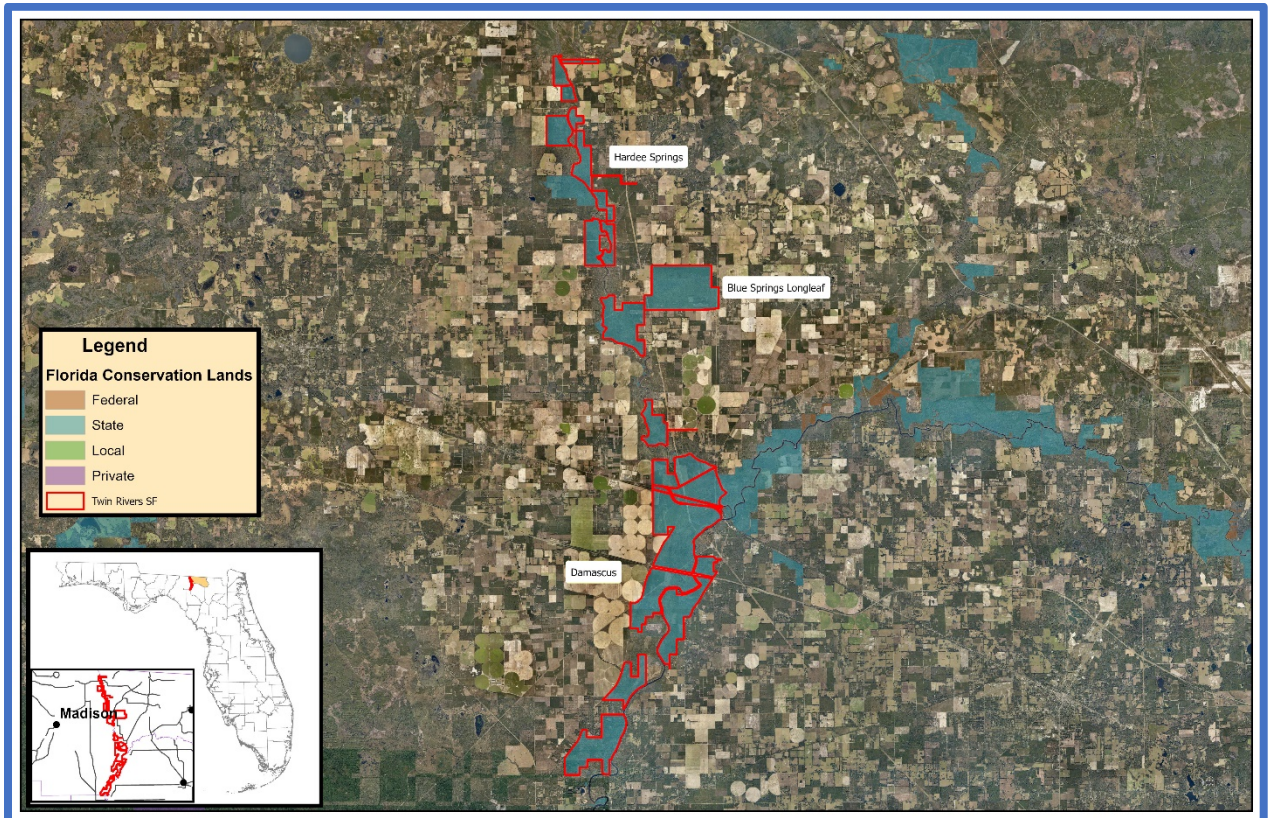 Hardee Springs
Blue Springs Longleaf
Damascus
Legend
Florida Conservation Lands
Federal
State
Local
Private
Twin Rivers SF
Madison